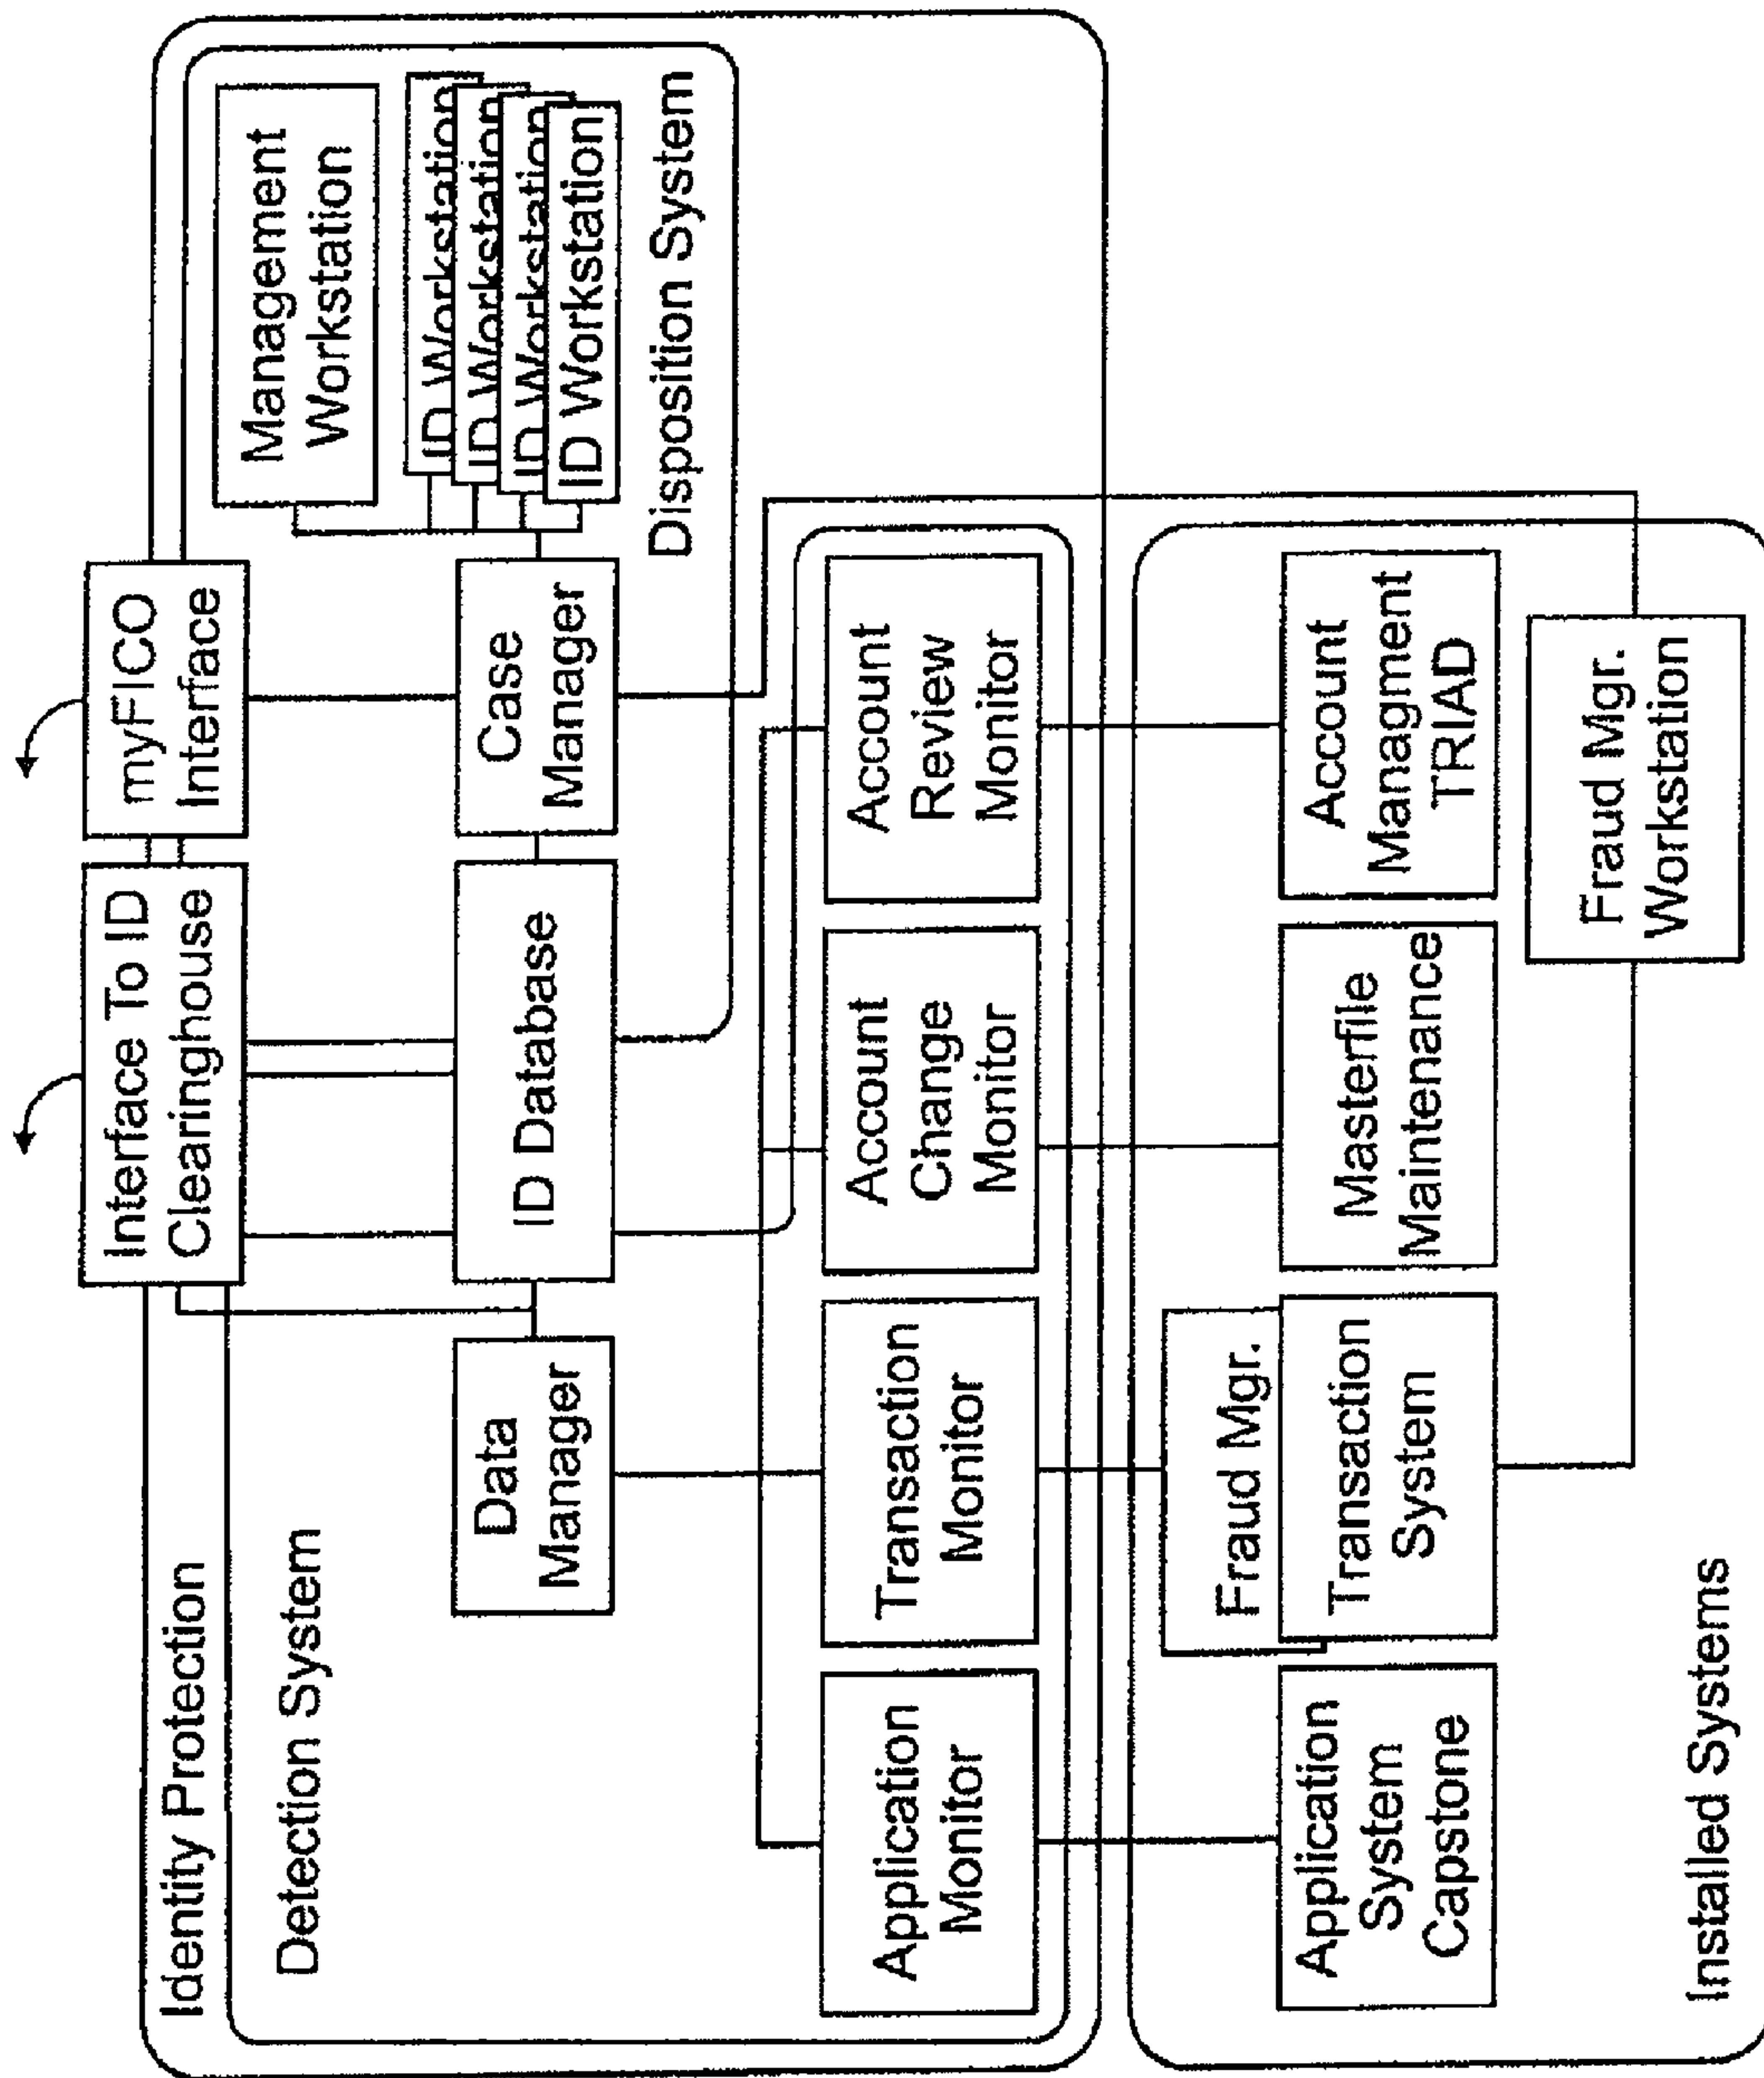 Identity Protection
Detection System
Interface To ID
Clearinghouse
myFICO
Interface
Management
Workstation
Data
Manager
ID Database
Case
Manager
ID Workstation
ID Workstation
ID Workstation
ID Workstation
Disposition System
Application
Monitor
Transaction
Monitor
Account
Change
Monitor
Account
Review
Monitor
Fraud Mgr.
Application
System
Capstone
Transaction
System
Masterfile
Maintenance
Account
Managment
TRIAD
Fraud Mgr.
Workstation
Installed Systems